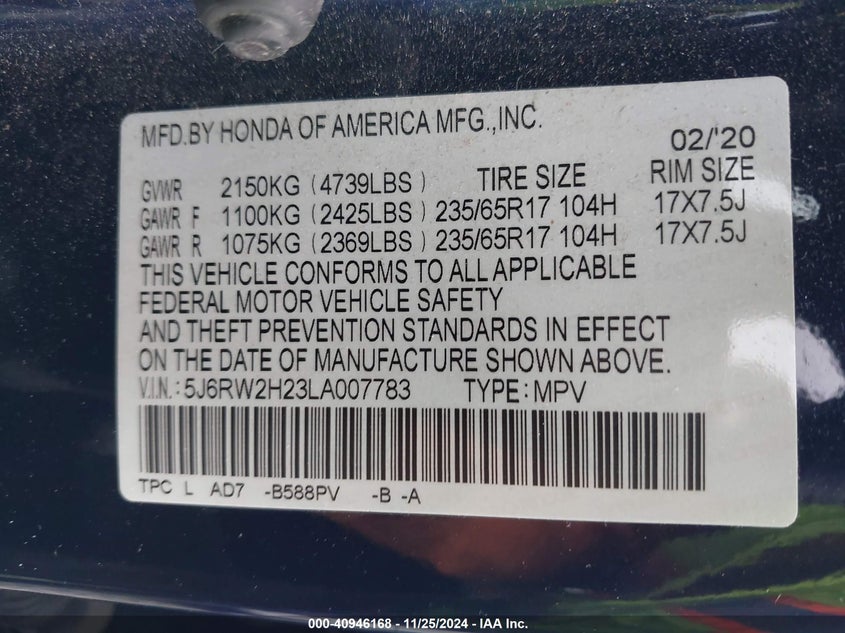 MFD.BY HONDA OF AMERICA MFG.,INC.
02/'20
GVWR 2150KG (4739LBS) TIRE SIZE RIM SIZE
GAWR F 1100KG (2425LBS) 235/65R17 104H 17X7.5J
GAWR R 1075KG (2369LBS) 235/65R17 104H 17X7.5J
THIS VEHICLE CONFORMS TO ALL APPLICABLE
FEDERAL MOTOR VEHICLE SAFETY
AND THEFT PREVENTION STANDARDS IN EFFECT
ON THE DATE OF MANUFACTURE SHOWN ABOVE.
V.I.N.: 5J6RW2H23LA007783 TYPE: MPV
TPC L AD7 -B588PV -B -A
000-40946168 - 11/25/2024 - IAA Inc.